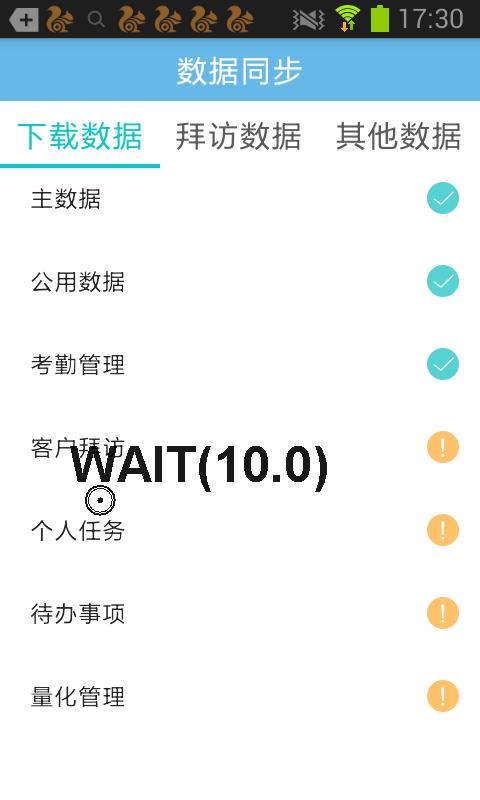 17:30
数据同步
下载数据 拜访数据 其他数据
主数据
公用数据
考勤管理
客户拜访
WAIT(10.0)
个人任务
待办事项
量化管理